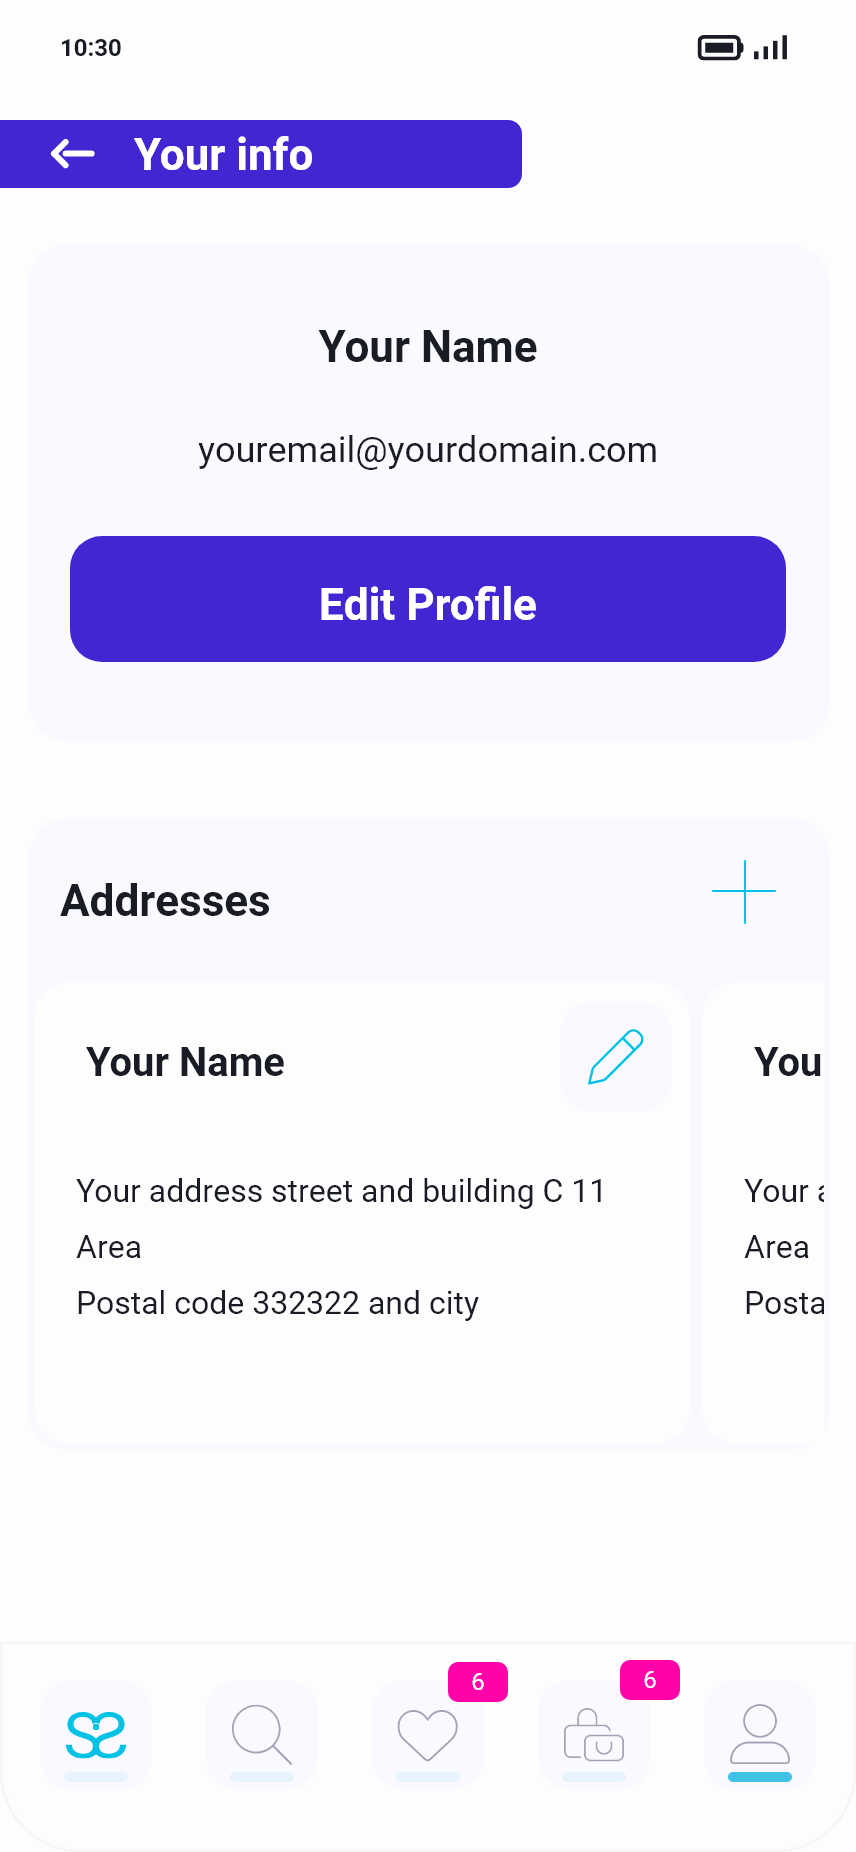 10:30
Your info
Your Name
youremail@yourdomain.com
Edit Profile
Addresses
Your Name
Your address street and building C 11
Area
Postal code 332322 and city
You
Your a
Area
Posta
6
6